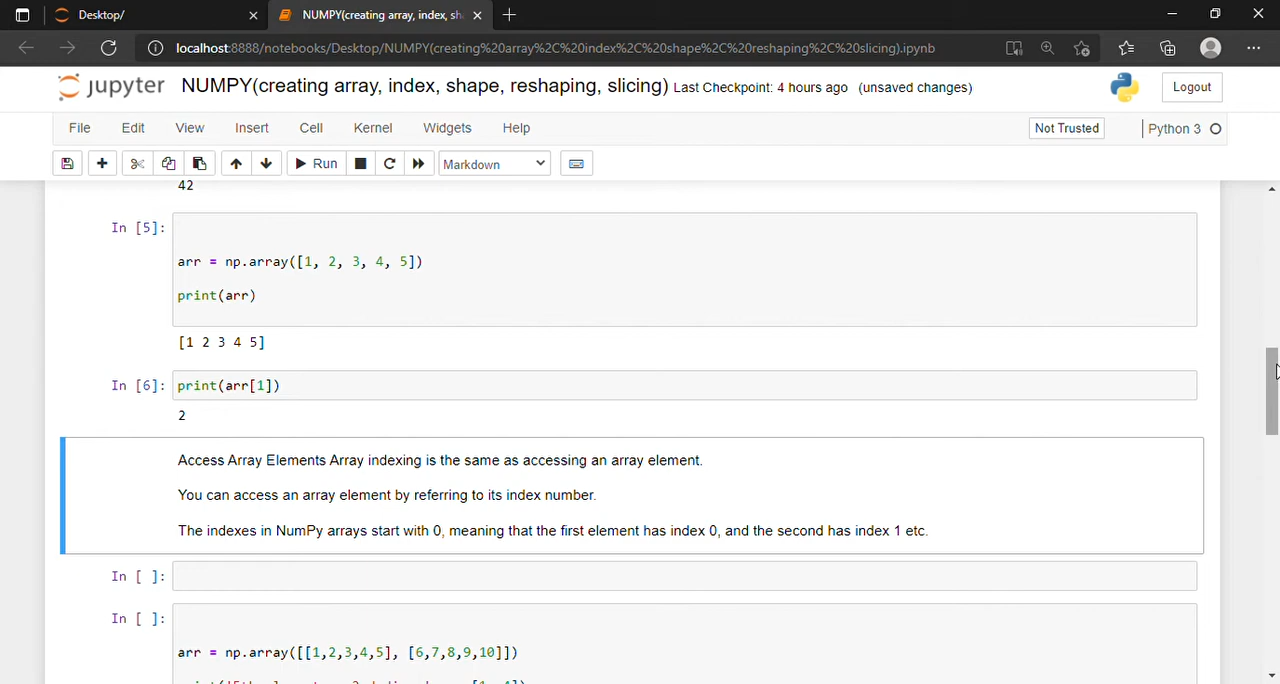 Desktop/
NUMPY(creating array, index, sh
localhost:8888/notebooks/Desktop/NUMPY(creating%20array%2C%20index%2C%20shape%2C%20reshaping%2C%20slicing).ipynb
jupyter NUMPY(creating array, index, shape, reshaping, slicing) Last Checkpoint: 4 hours ago (unsaved changes)
Logout
File Edit View Insert Cell Kernel Widgets Help
Not Trusted
Python 3
Run
Markdown
42
In [5]:
arr = np.array([1, 2, 3, 4, 5])
print(arr)
[1 2 3 4 5]
In [6]: print(arr[1])
2
Access Array Elements Array indexing is the same as accessing an array element.
You can access an array element by referring to its index number.
The indexes in NumPy arrays start with 0, meaning that the first element has index 0, and the second has index 1 etc.
In [ ]:
In [ ]:
arr = np.array([[1,2,3,4,5], [6,7,8,9,10]])